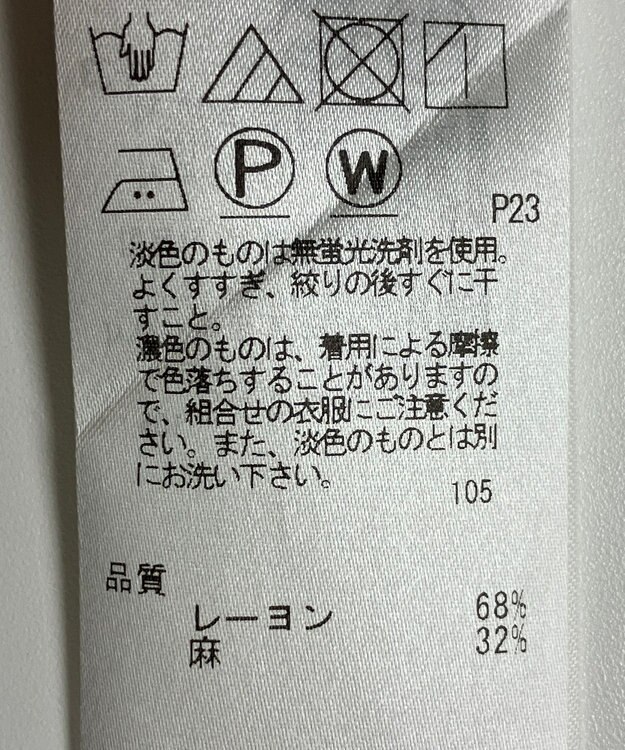 P W
P23
淡色のものは無蛍光洗剤を使用。
よくすすぎ、絞りの後すぐに干
すこと。
濃色のものは、着用による摩擦
で色落ちすることがありますの
で、組合せの衣服にご注意くだ
さい。また、淡色のものとは別
にお洗い下さい。
105
品質
レーヨン 68%
麻 32%